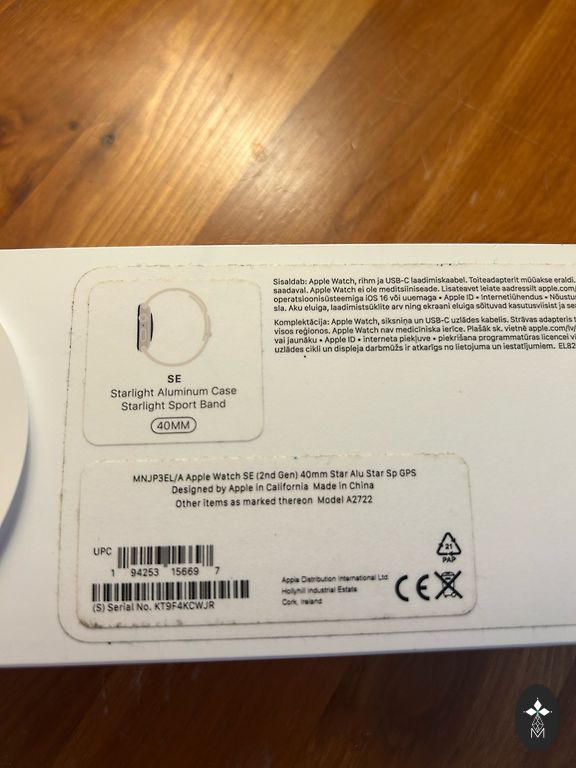 Sisaldab: Apple Watch, rihm ja USB-C laadimiskaabel. Toiteadapterit müüakse eraldi.
saadaval. Apple Watch ei ole meditsiiniseade. Lisateavet leiate aadressilt apple.com/
operatsioonisüsteemiga iOS 16 või uuemaga • Apple ID • Internetiühendus • Nõustu
sla. Aku eluiga, laadimistsüklite arv ning ekraani eluiga sõltuvad kasutusviisist ja se
Komplektācija: Apple Watch, siksniņa un USB-C uzlādes kabelis. Strāvas adapteris t
visos reģionos. Apple Watch nav medicīniska ierīce. Plašāk sk. vietnē apple.com/lv/
vai jaunāku • Apple ID • interneta piekļuve • piekrišana programmatūras licencei vi
uzlādes cikli un displeja darbmūžs ir atkarīgs no lietojuma un iestatījumiem. EL82
SE
Starlight Aluminum Case
Starlight Sport Band
40MM
MNJP3EL/A Apple Watch SE (2nd Gen) 40mm Star Alu Star Sp GPS
Designed by Apple in California Made in China
Other items as marked thereon Model A2722
UPC
1 94253 15669 7
(S) Serial No. KT9F4KCWJR
Apple Distribution International Ltd.
Hollyhill Industrial Estate
Cork, Ireland
21
PAP
CE
M